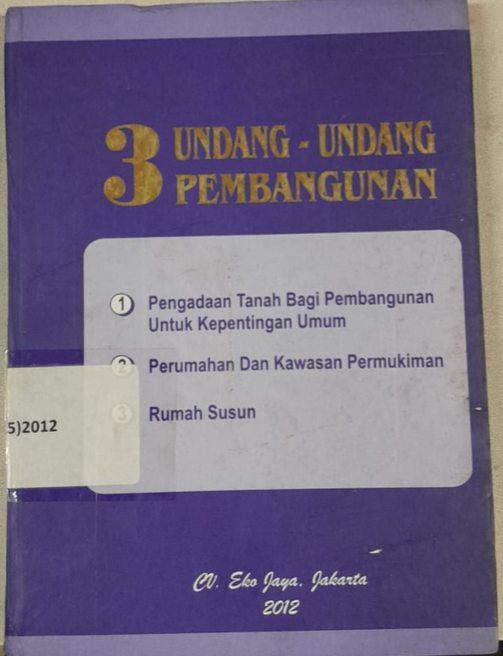 3 UNDANG - UNDANG
PEMBANGUNAN
1 Pengadaan Tanah Bagi Pembangunan
Untuk Kepentingan Umum
2 Perumahan Dan Kawasan Permukiman
3 Rumah Susun
5)2012
CV. Eko Jaya. Jakarta
2012